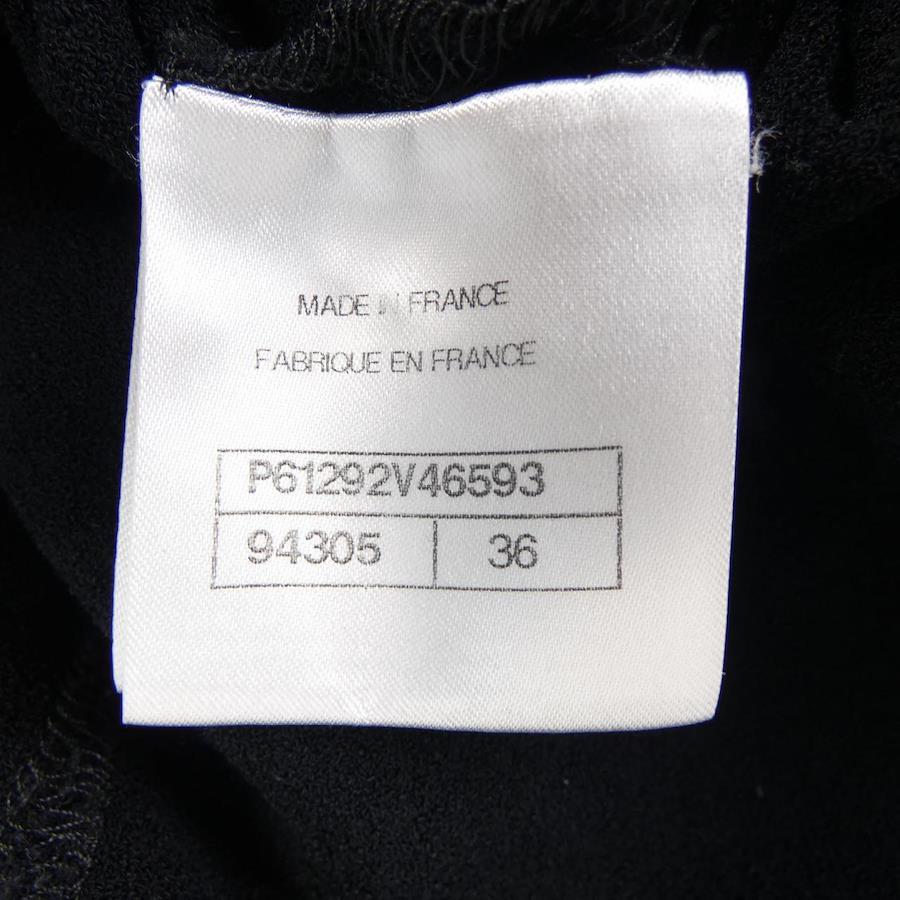 MADE IN FRANCE
FABRIQUE EN FRANCE
P61292V46593
94305 36